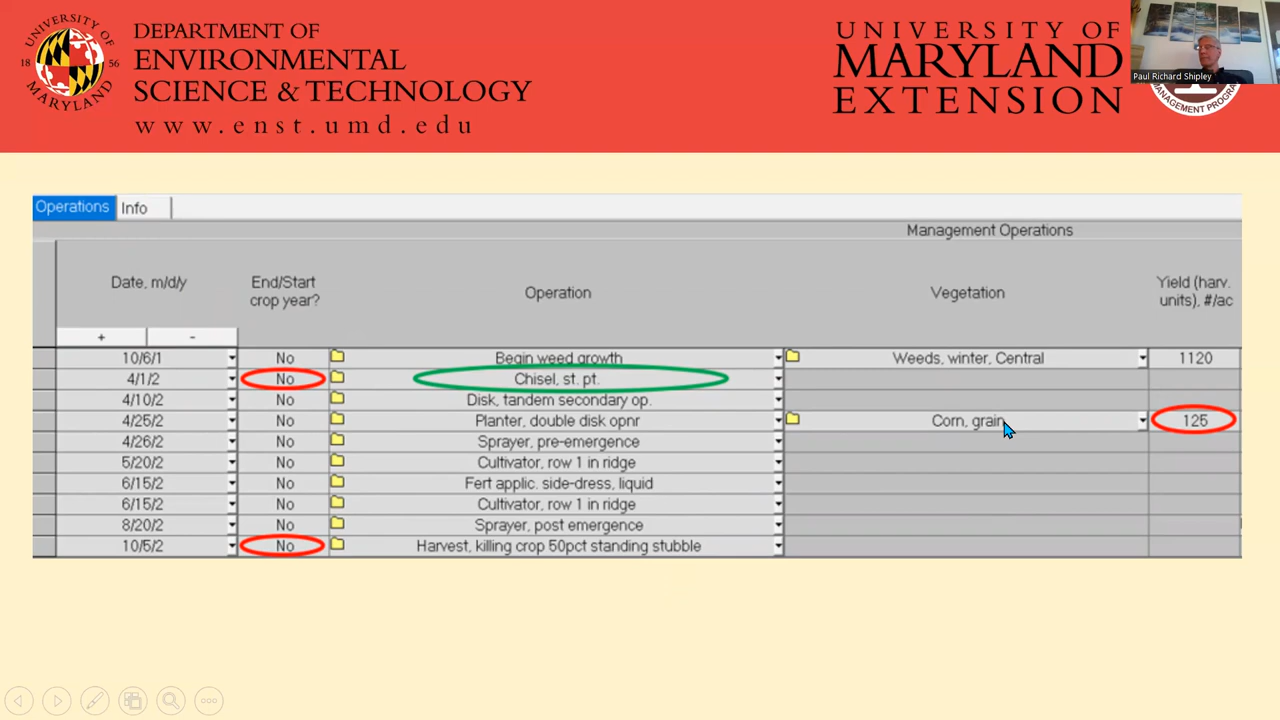 UNIVERSITY OF
18 56
MARYLAND
DEPARTMENT OF
ENVIRONMENTAL
SCIENCE & TECHNOLOGY
www.enst.umd.edu
UNIVERSITY OF
MARYLAND
EXTENSION
Paul Richard Shipley
MANAGEMENT PROGRAM
Operations Info
Management Operations
Date, m/d/y
End/Start
crop year?
Operation
Vegetation
Yield (harv.
units), #/ac
+ -
10/6/1 No Begin weed growth Weeds, winter, Central 1120
4/1/2 No Chisel, st. pt.
4/10/2 No Disk, tandem secondary op.
4/25/2 No Planter, double disk opnr Corn, grain 125
4/26/2 No Sprayer, pre-emergence
5/20/2 No Cultivator, row 1 in ridge
6/15/2 No Fert applic. side-dress, liquid
6/15/2 No Cultivator, row 1 in ridge
8/20/2 No Sprayer, post emergence
10/5/2 No Harvest, killing crop 50pct standing stubble